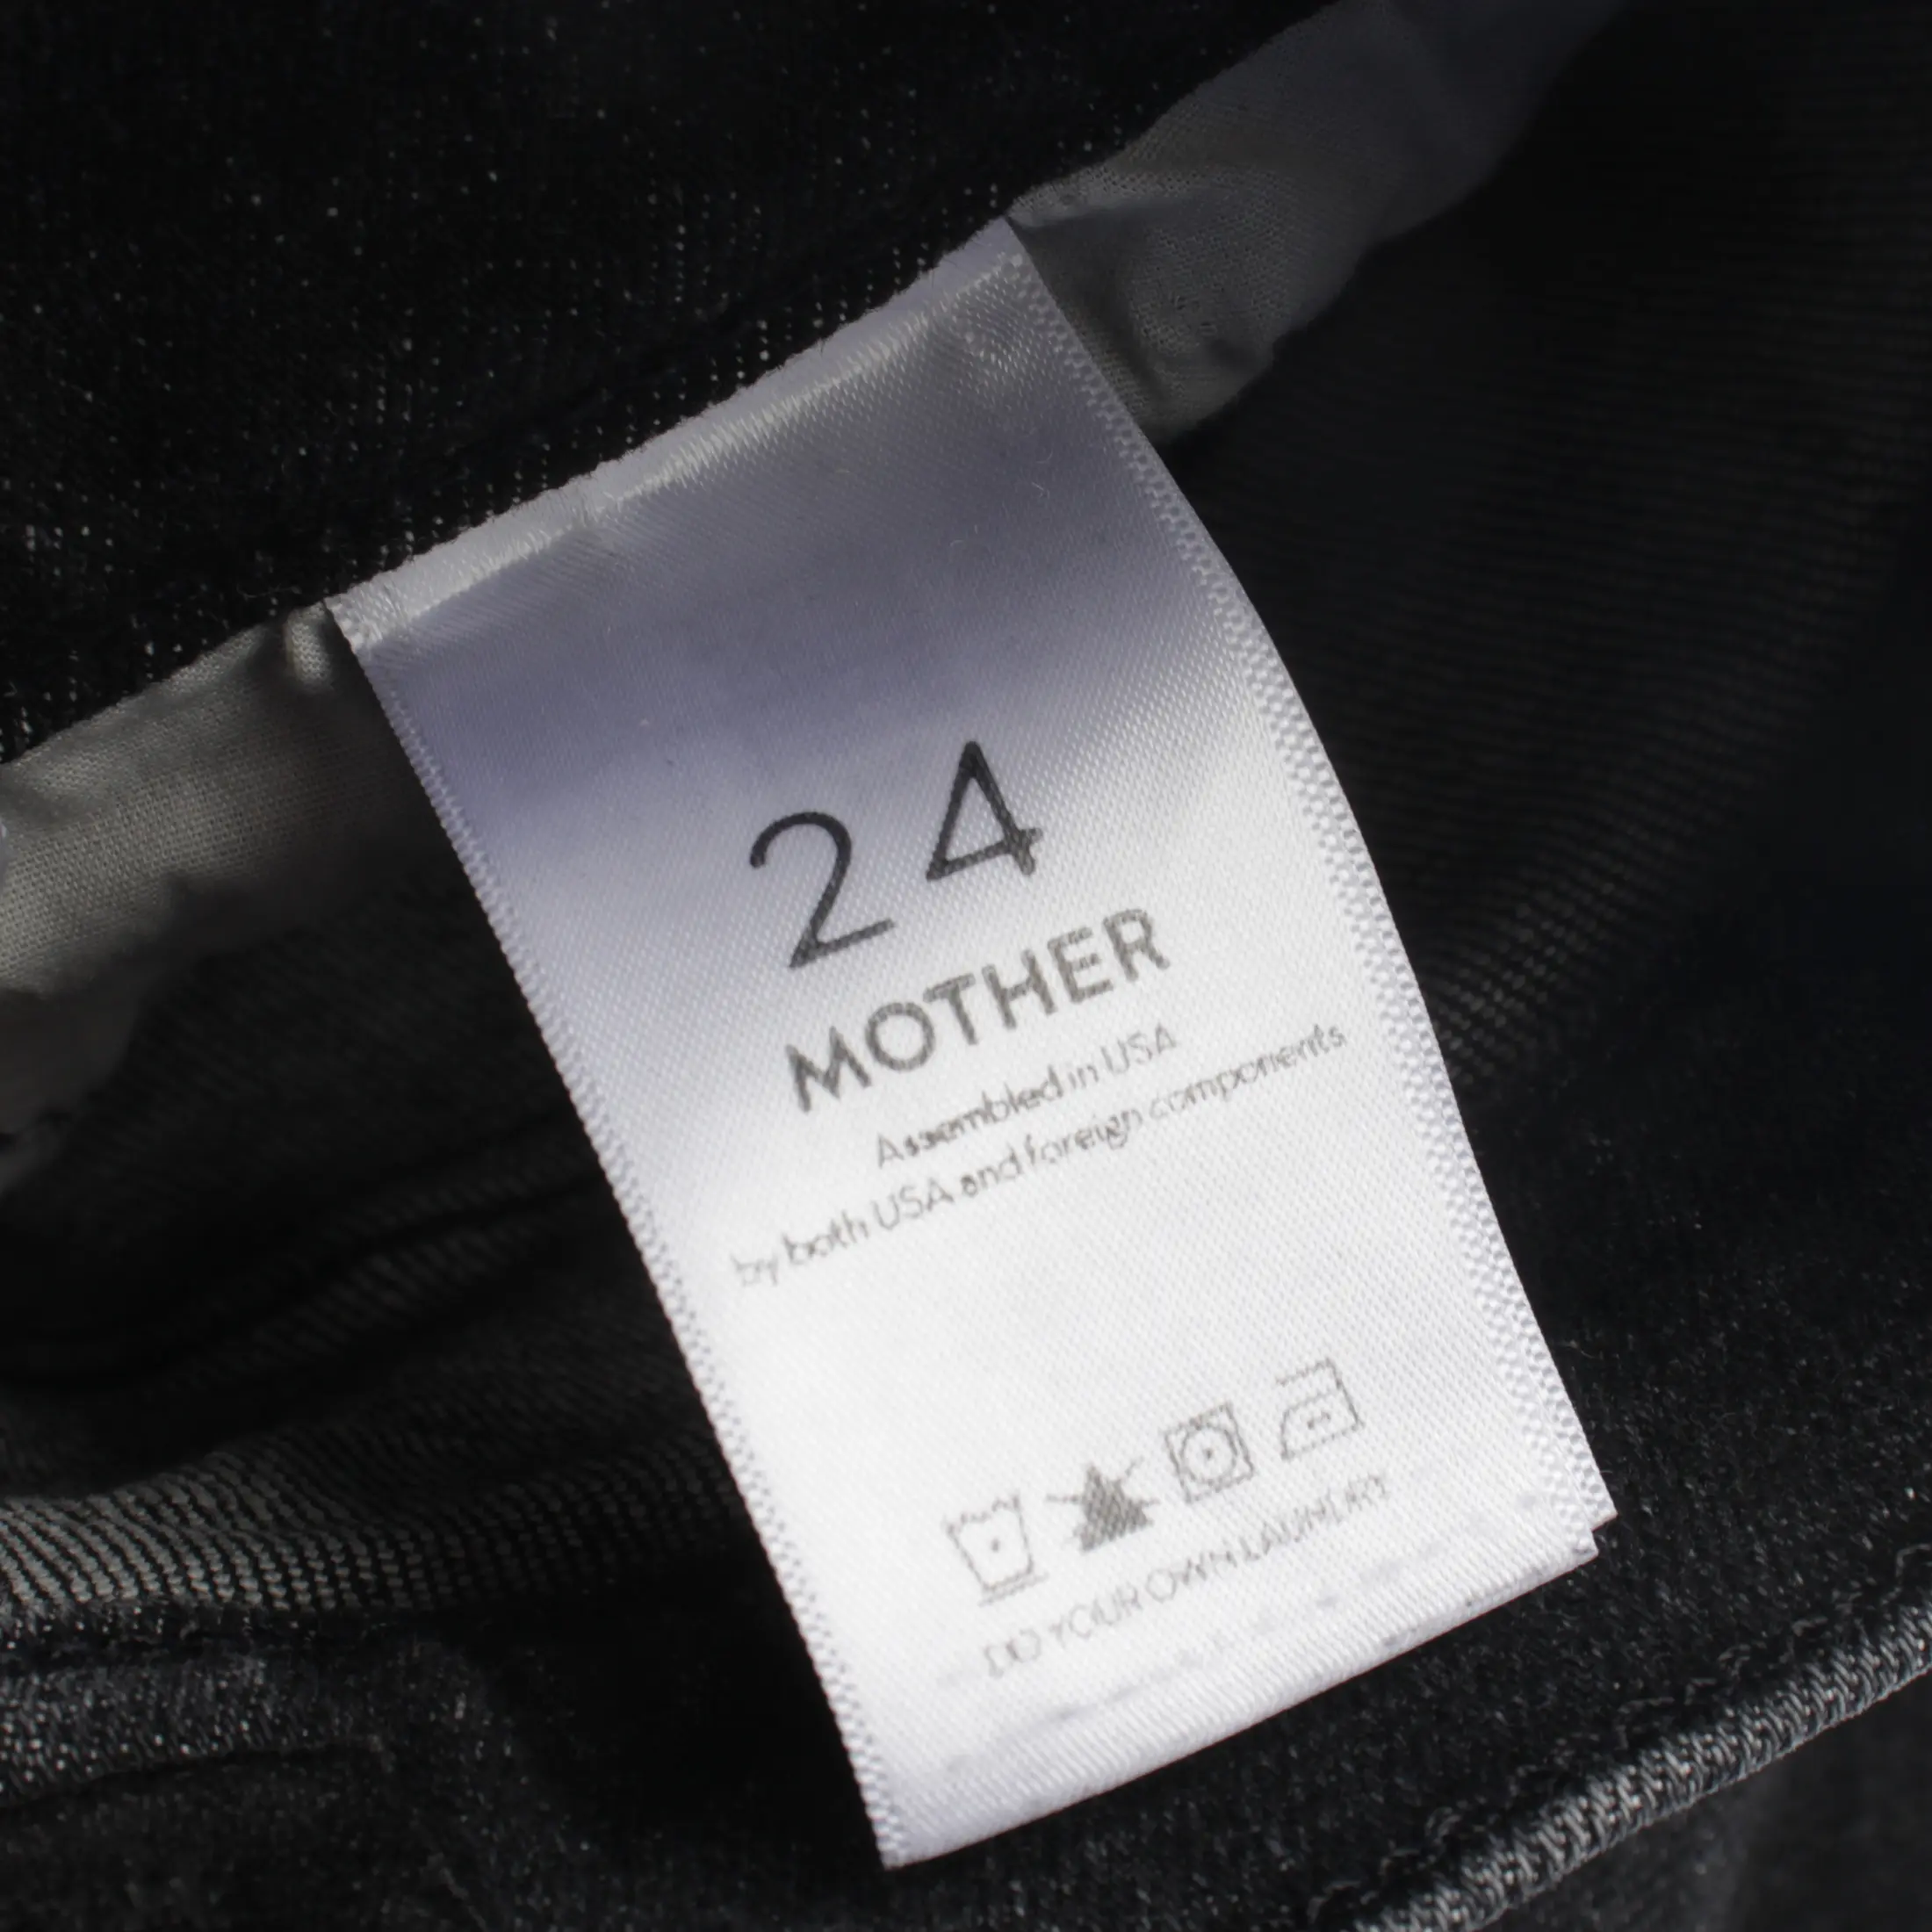 24
MOTHER
Assembled in USA
by both USA and foreign components
DO YOUR OWN LAUNDRY